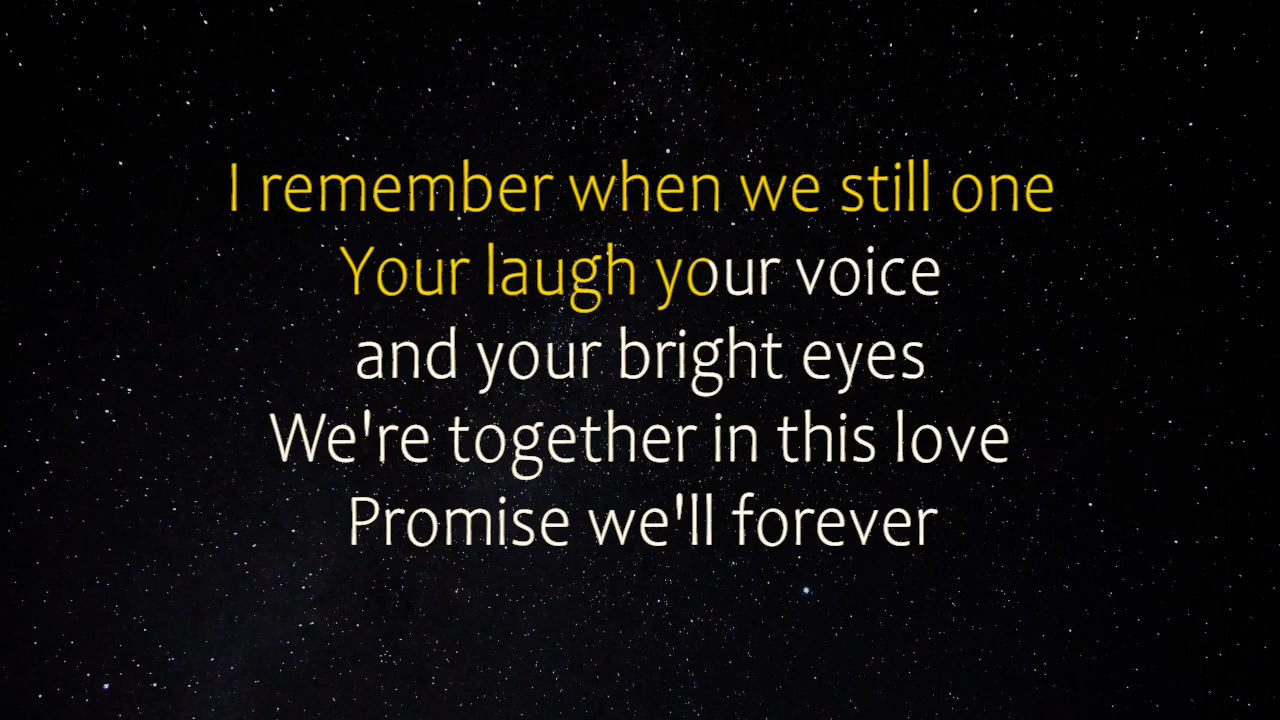 I remember when we still one
Your laugh your voice
and your bright eyes
We're together in this love
Promise we'll forever